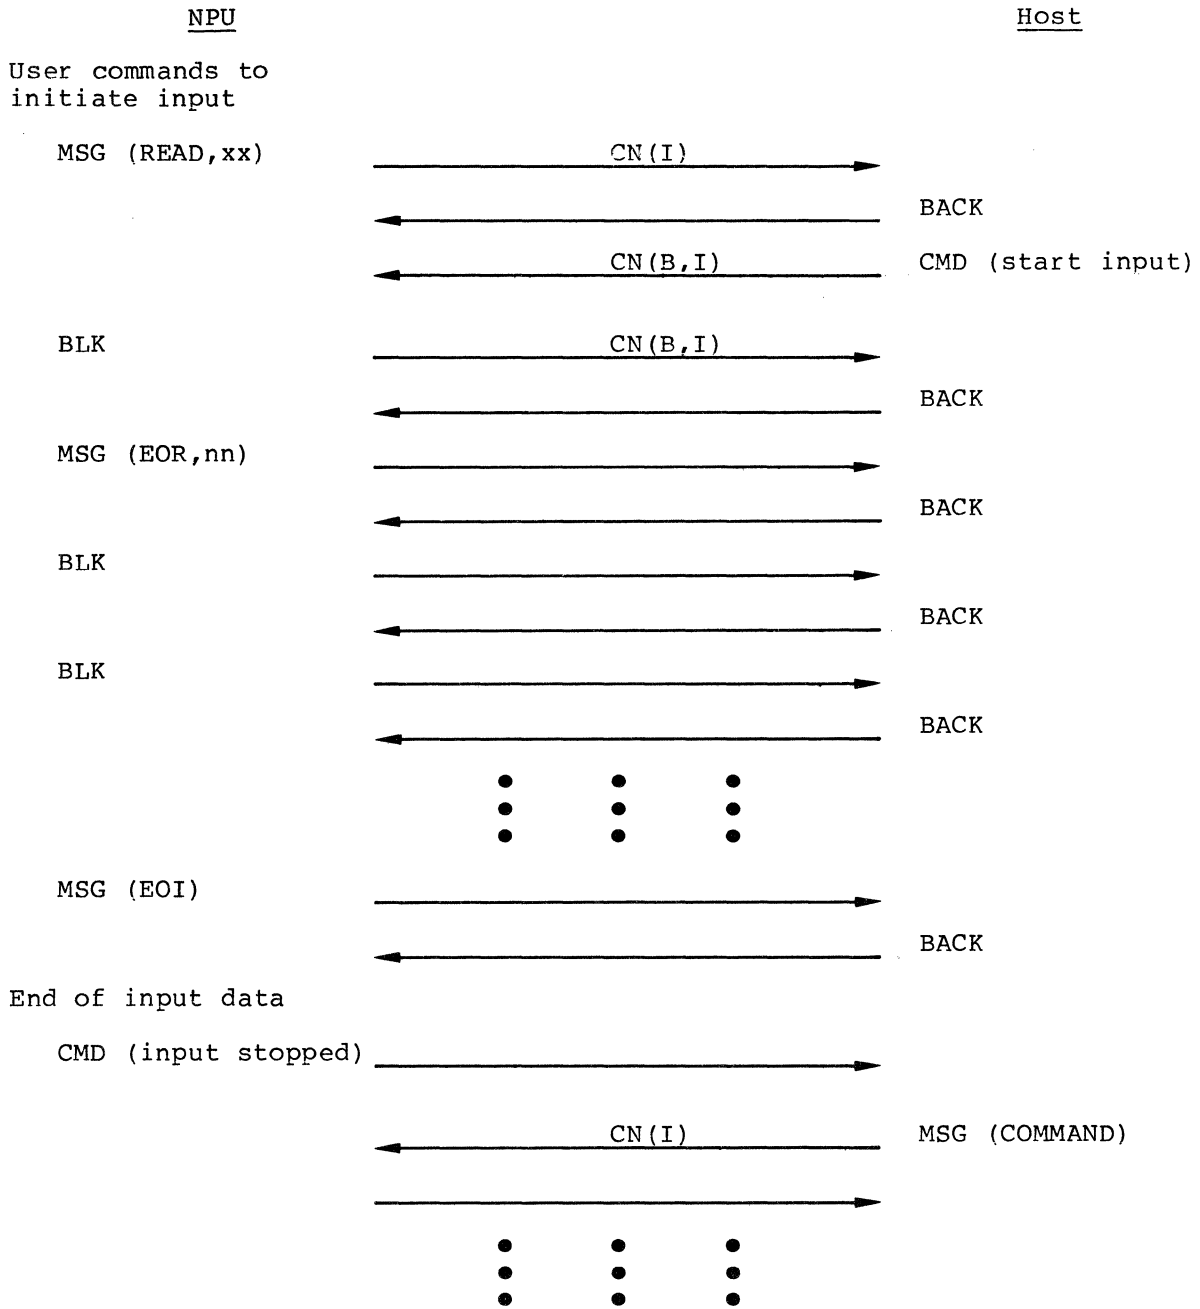 NPU Host
User commands to
initiate input
MSG (READ,xx) CN(I)
BACK
CN(B,I) CMD (start input)
BLK CN(B,I)
BACK
MSG (EOR,nn)
BACK
BLK
BACK
BLK
BACK
MSG (EOI)
BACK
End of input data
CMD (input stopped)
CN(I) MSG (COMMAND)